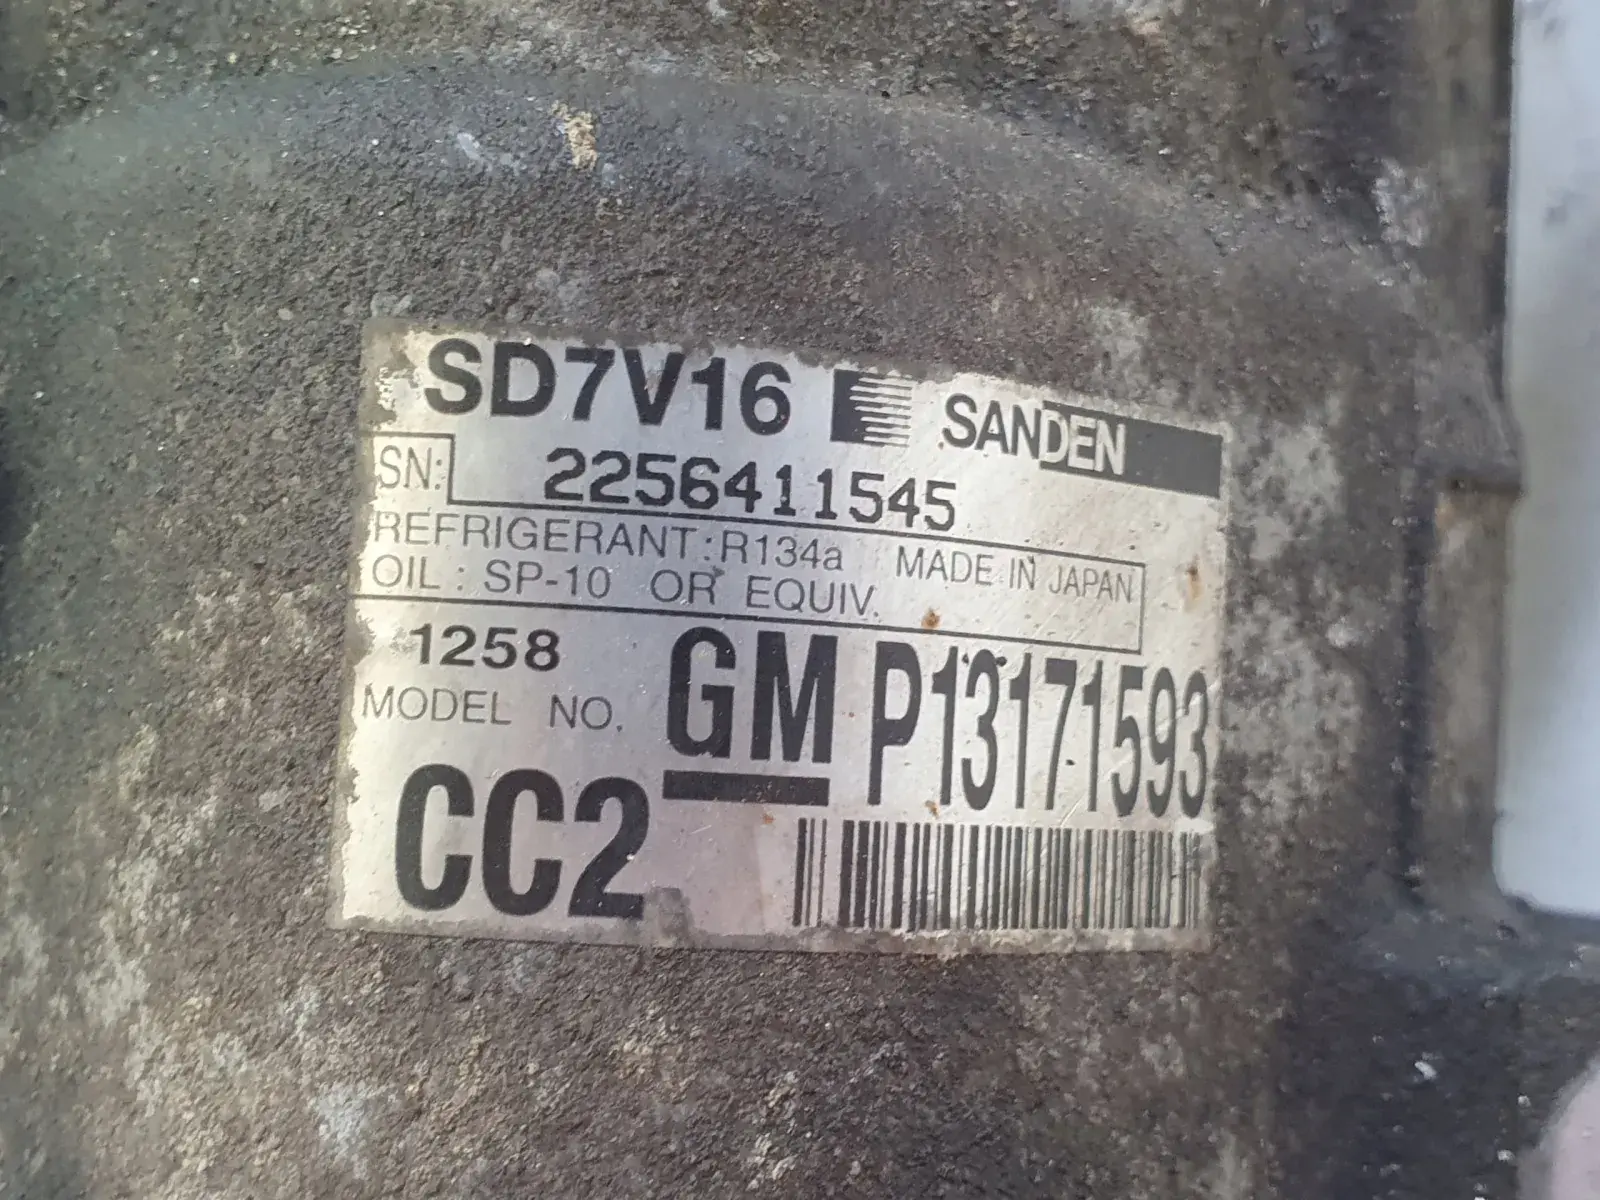 SD7V16 SANDEN
SN: 2256411545
REFRIGERANT : R134a MADE IN JAPAN
OIL : SP-10 OR EQUIV.
1258 GM P13171593
MODEL NO.
CC2